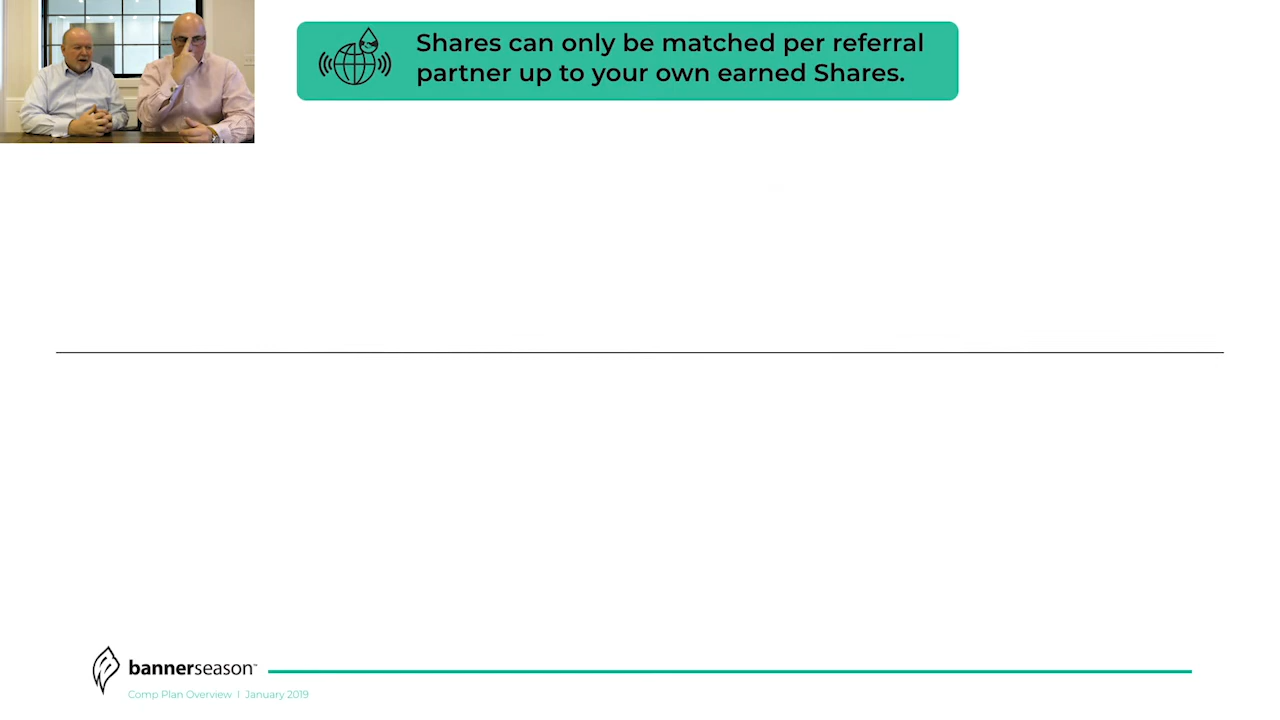 Shares can only be matched per referral
partner up to your own earned Shares.
bannerseason™
Comp Plan Overview | January 2019